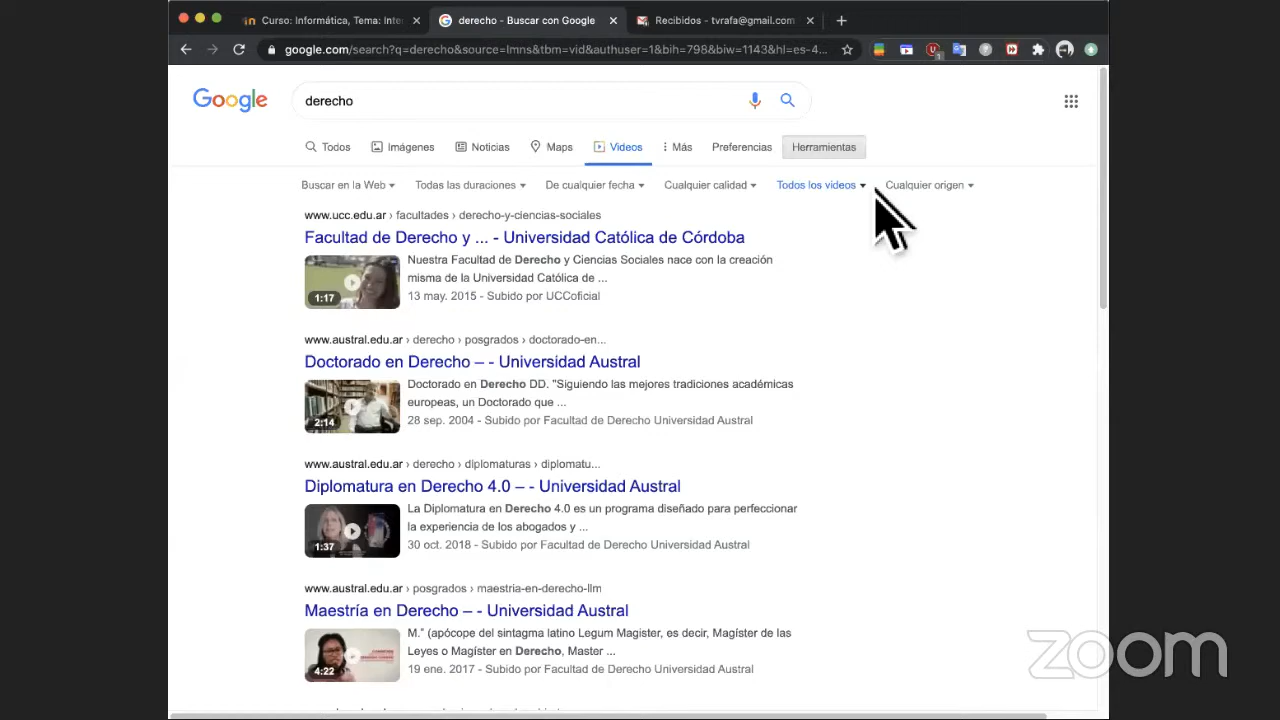 Curso: Informática, Tema: Inte
derecho - Buscar con Google
Recibidos - tvrafa@gmail.com
google.com/search?q=derecho&source=lmns&tbm=vid&authuser=1&bih=798&biw=1143&hl=es-4...
Google
derecho
Todos
Imágenes
Noticias
Maps
Videos
Más
Preferencias
Herramientas
Buscar en la Web
Todas las duraciones
De cualquier fecha
Cualquier calidad
Todos los videos
Cualquier origen
www.ucc.edu.ar › facultades › derecho-y-ciencias-sociales
Facultad de Derecho y ... - Universidad Católica de Córdoba
Nuestra Facultad de Derecho y Ciencias Sociales nace con la creación
misma de la Universidad Católica de ...
1:17
13 may. 2015 - Subido por UCCoficial
www.austral.edu.ar › derecho › posgrados › doctorado-en...
Doctorado en Derecho – - Universidad Austral
Doctorado en Derecho DD. "Siguiendo las mejores tradiciones académicas
europeas, un Doctorado que ...
2:14
28 sep. 2004 - Subido por Facultad de Derecho Universidad Austral
www.austral.edu.ar › derecho › diplomaturas › diplomatu...
Diplomatura en Derecho 4.0 – - Universidad Austral
La Diplomatura en Derecho 4.0 es un programa diseñado para perfeccionar
la experiencia de los abogados y ...
1:37
30 oct. 2018 - Subido por Facultad de Derecho Universidad Austral
www.austral.edu.ar › posgrados › maestria-en-derecho-llm
Maestría en Derecho – - Universidad Austral
M." (apócope del sintagma latino Legum Magister, es decir, Magíster de las
Leyes o Magíster en Derecho, Master ...
4:22
19 ene. 2017 - Subido por Facultad de Derecho Universidad Austral
zoom